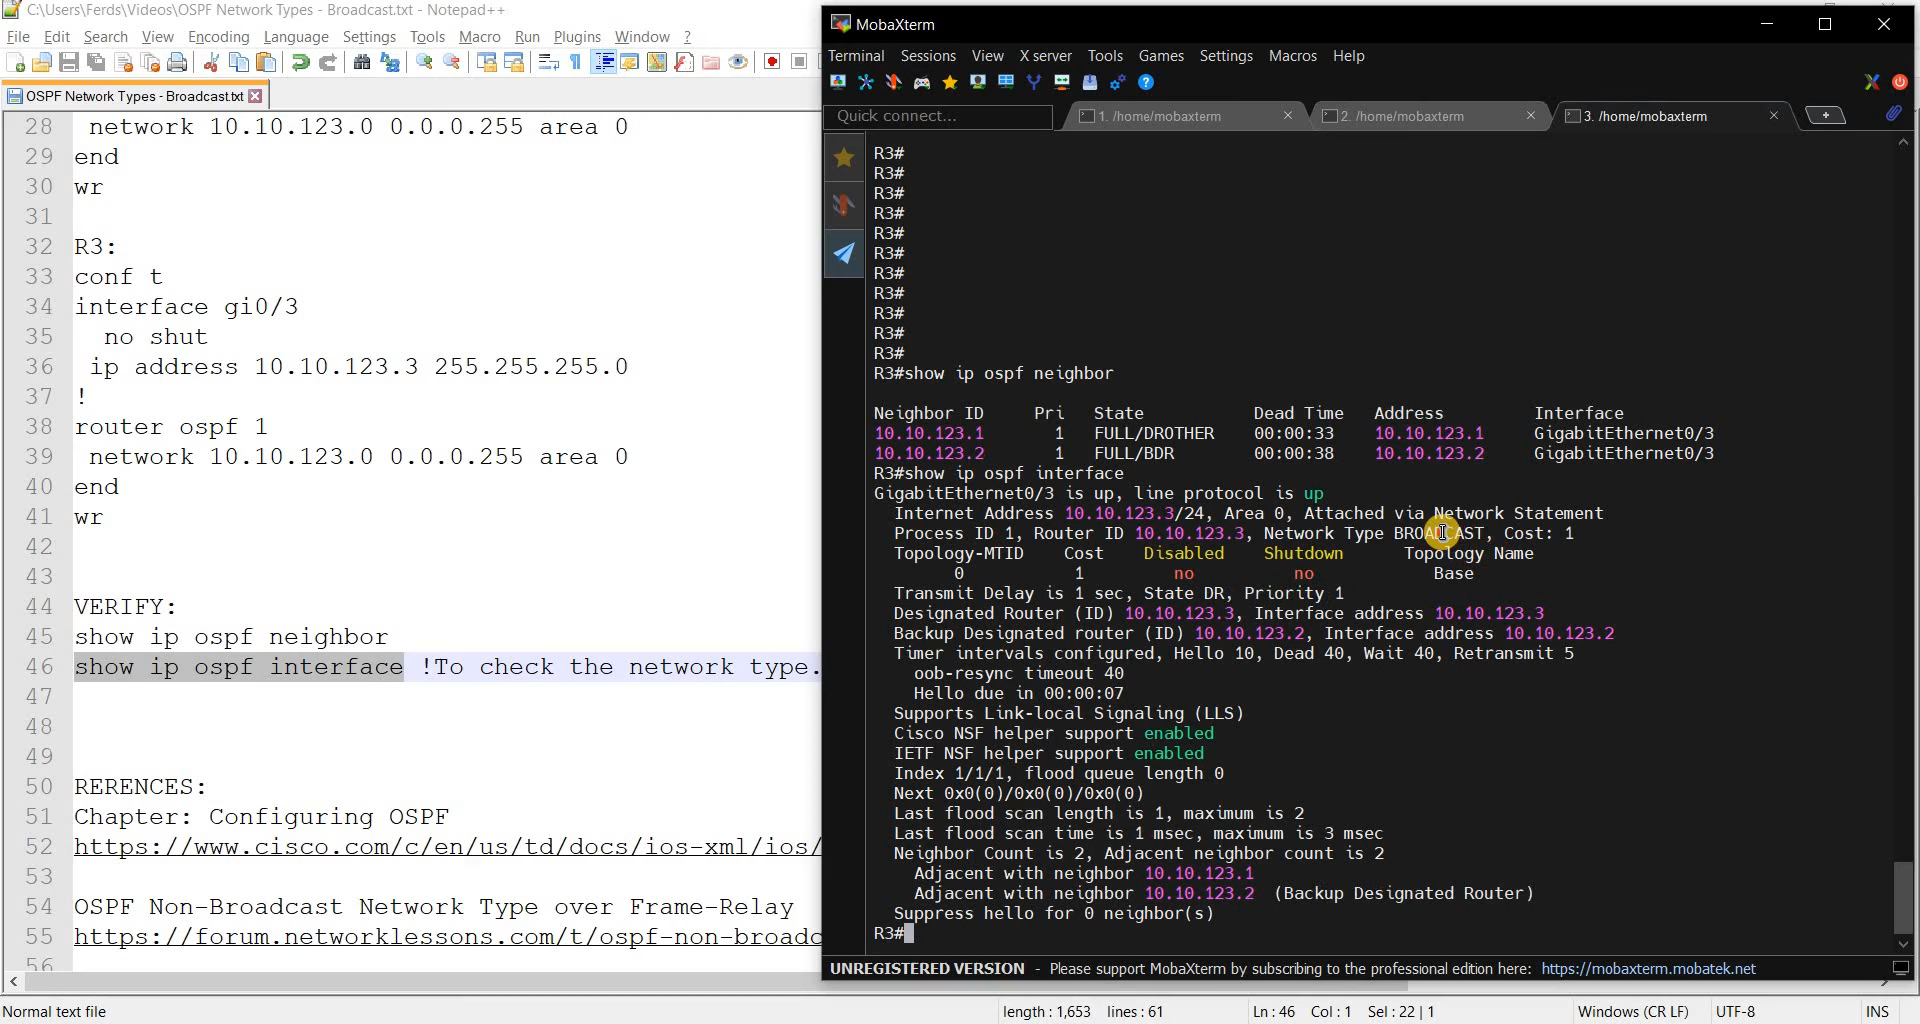 C:\Users\Ferds\Videos\OSPF Network Types - Broadcast.txt - Notepad++
File Edit Search View Encoding Language Settings Tools Macro Run Plugins Window ?
OSPF Network Types - Broadcast.txt
28 network 10.10.123.0 0.0.0.255 area 0
29 end
30 wr
31
32 R3:
33 conf t
34 interface gi0/3
35 no shut
36 ip address 10.10.123.3 255.255.255.0
37 !
38 router ospf 1
39 network 10.10.123.0 0.0.0.255 area 0
40 end
41 wr
42
43
44 VERIFY:
45 show ip ospf neighbor
46 show ip ospf interface !To check the network type.
47
48
49
50 RERENCES:
51 Chapter: Configuring OSPF
52 https://www.cisco.com/c/en/us/td/docs/ios-xml/ios/
53
54 OSPF Non-Broadcast Network Type over Frame-Relay
55 https://forum.networklessons.com/t/ospf-non-broadc
56
Normal text file length : 1,653 lines : 61 Ln : 46 Col : 1 Sel : 22 | 1 Windows (CR LF) UTF-8 INS
MobaXterm
Terminal Sessions View X server Tools Games Settings Macros Help
Quick connect... 1. /home/mobaxterm 2. /home/mobaxterm 3. /home/mobaxterm
R3#
R3#
R3#
R3#
R3#
R3#
R3#
R3#
R3#
R3#
R3#
R3#show ip ospf neighbor
Neighbor ID Pri State Dead Time Address Interface
10.10.123.1 1 FULL/DROTHER 00:00:33 10.10.123.1 GigabitEthernet0/3
10.10.123.2 1 FULL/BDR 00:00:38 10.10.123.2 GigabitEthernet0/3
R3#show ip ospf interface
GigabitEthernet0/3 is up, line protocol is up
Internet Address 10.10.123.3/24, Area 0, Attached via Network Statement
Process ID 1, Router ID 10.10.123.3, Network Type BROADCAST, Cost: 1
Topology-MTID Cost Disabled Shutdown Topology Name
0 1 no no Base
Transmit Delay is 1 sec, State DR, Priority 1
Designated Router (ID) 10.10.123.3, Interface address 10.10.123.3
Backup Designated router (ID) 10.10.123.2, Interface address 10.10.123.2
Timer intervals configured, Hello 10, Dead 40, Wait 40, Retransmit 5
oob-resync timeout 40
Hello due in 00:00:07
Supports Link-local Signaling (LLS)
Cisco NSF helper support enabled
IETF NSF helper support enabled
Index 1/1/1, flood queue length 0
Next 0x0(0)/0x0(0)/0x0(0)
Last flood scan length is 1, maximum is 2
Last flood scan time is 1 msec, maximum is 3 msec
Neighbor Count is 2, Adjacent neighbor count is 2
Adjacent with neighbor 10.10.123.1
Adjacent with neighbor 10.10.123.2 (Backup Designated Router)
Suppress hello for 0 neighbor(s)
R3#
UNREGISTERED VERSION - Please support MobaXterm by subscribing to the professional edition here: https://mobaxterm.mobatek.net